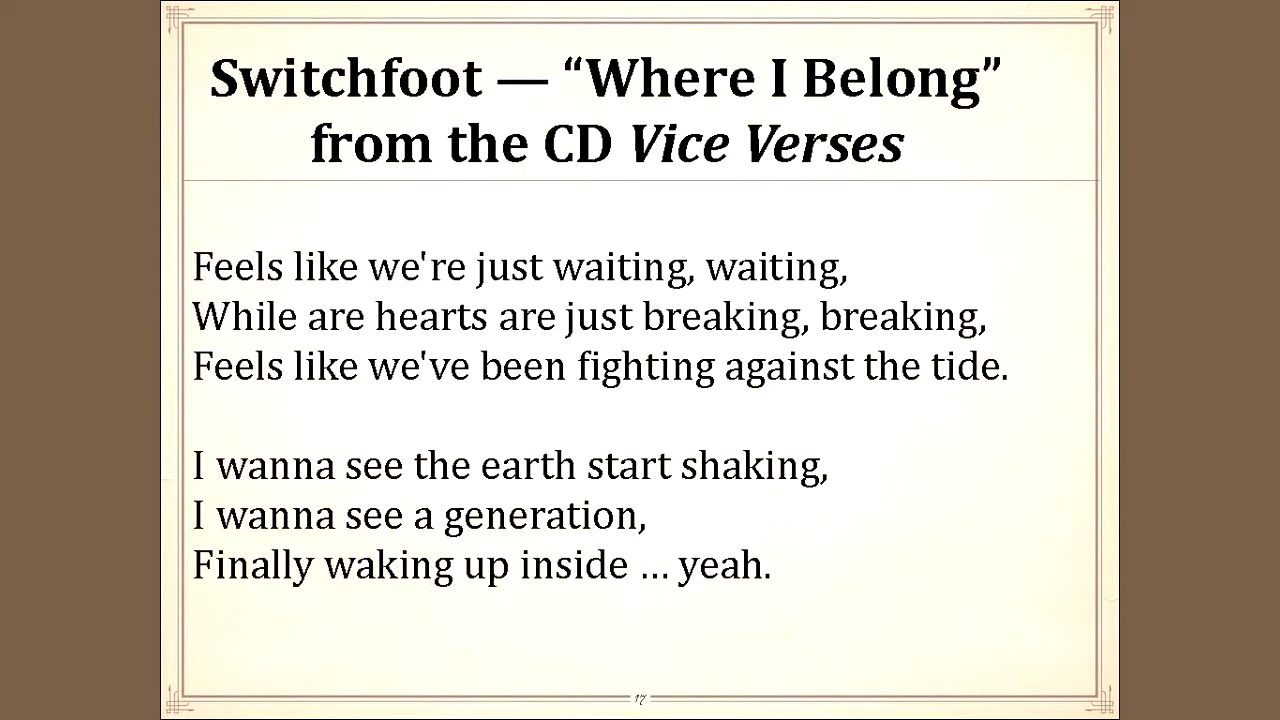 Switchfoot — “Where I Belong”
from the CD Vice Verses
Feels like we're just waiting, waiting,
While are hearts are just breaking, breaking,
Feels like we've been fighting against the tide.
I wanna see the earth start shaking,
I wanna see a generation,
Finally waking up inside ... yeah.
17